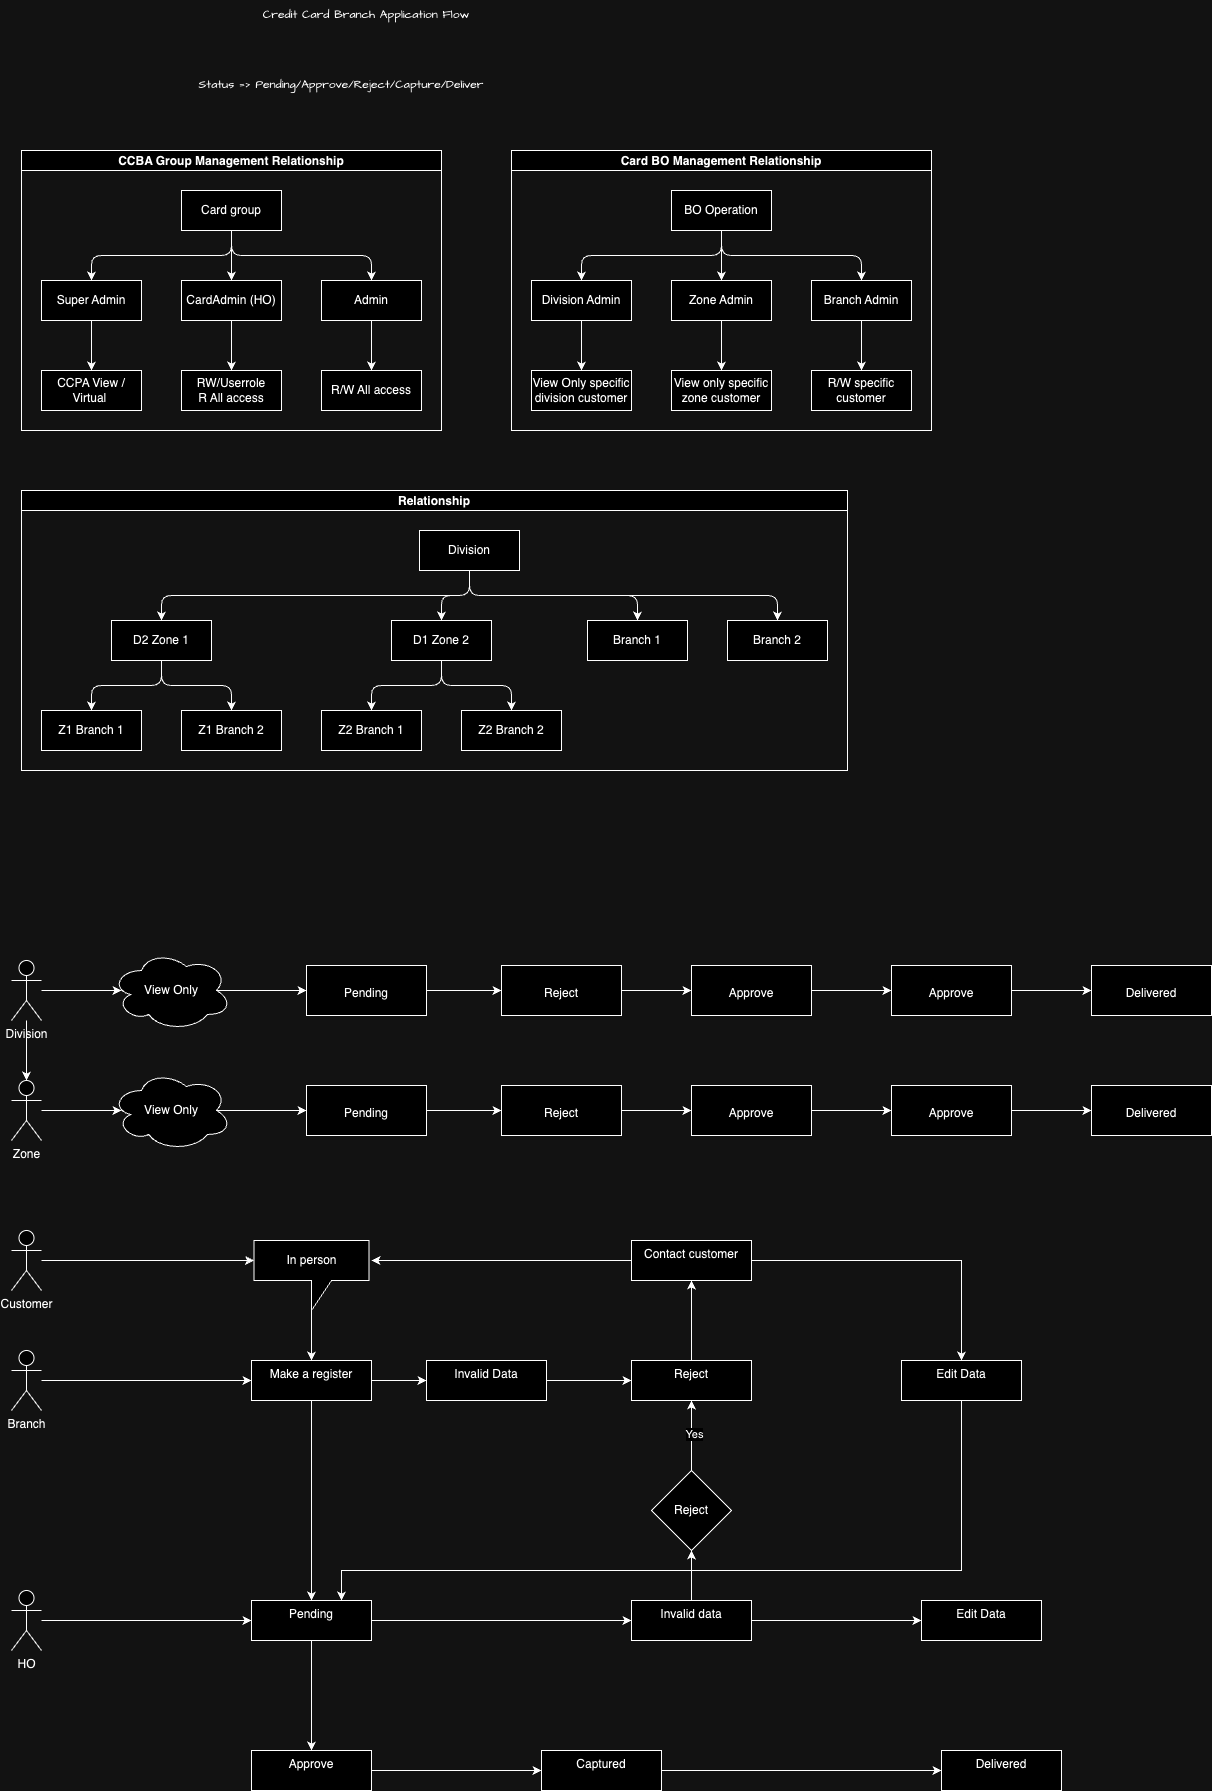 Credit Card Branch Application Flow
Status => Pending/Approve/Reject/Capture/Deliver
CCBA Group Management Relationship
Card group
Super Admin
CardAdmin (HO)
Admin
CCPA View /
Virtual
RW/Userrole
R All access
R/W All access
Card BO Management Relationship
BO Operation
Division Admin
Zone Admin
Branch Admin
View Only specific
division customer
View only specific
zone customer
R/W specific
customer
Relationship
Division
D2 Zone 1
D1 Zone 2
Branch 1
Branch 2
Z1 Branch 1
Z1 Branch 2
Z2 Branch 1
Z2 Branch 2
Division
View Only
Pending
Reject
Approve
Approve
Delivered
Zone
View Only
Pending
Reject
Approve
Approve
Delivered
Customer
In person
Contact customer
Branch
Make a register
Invalid Data
Reject
Edit Data
Yes
Reject
HO
Pending
Invalid data
Edit Data
Approve
Captured
Delivered